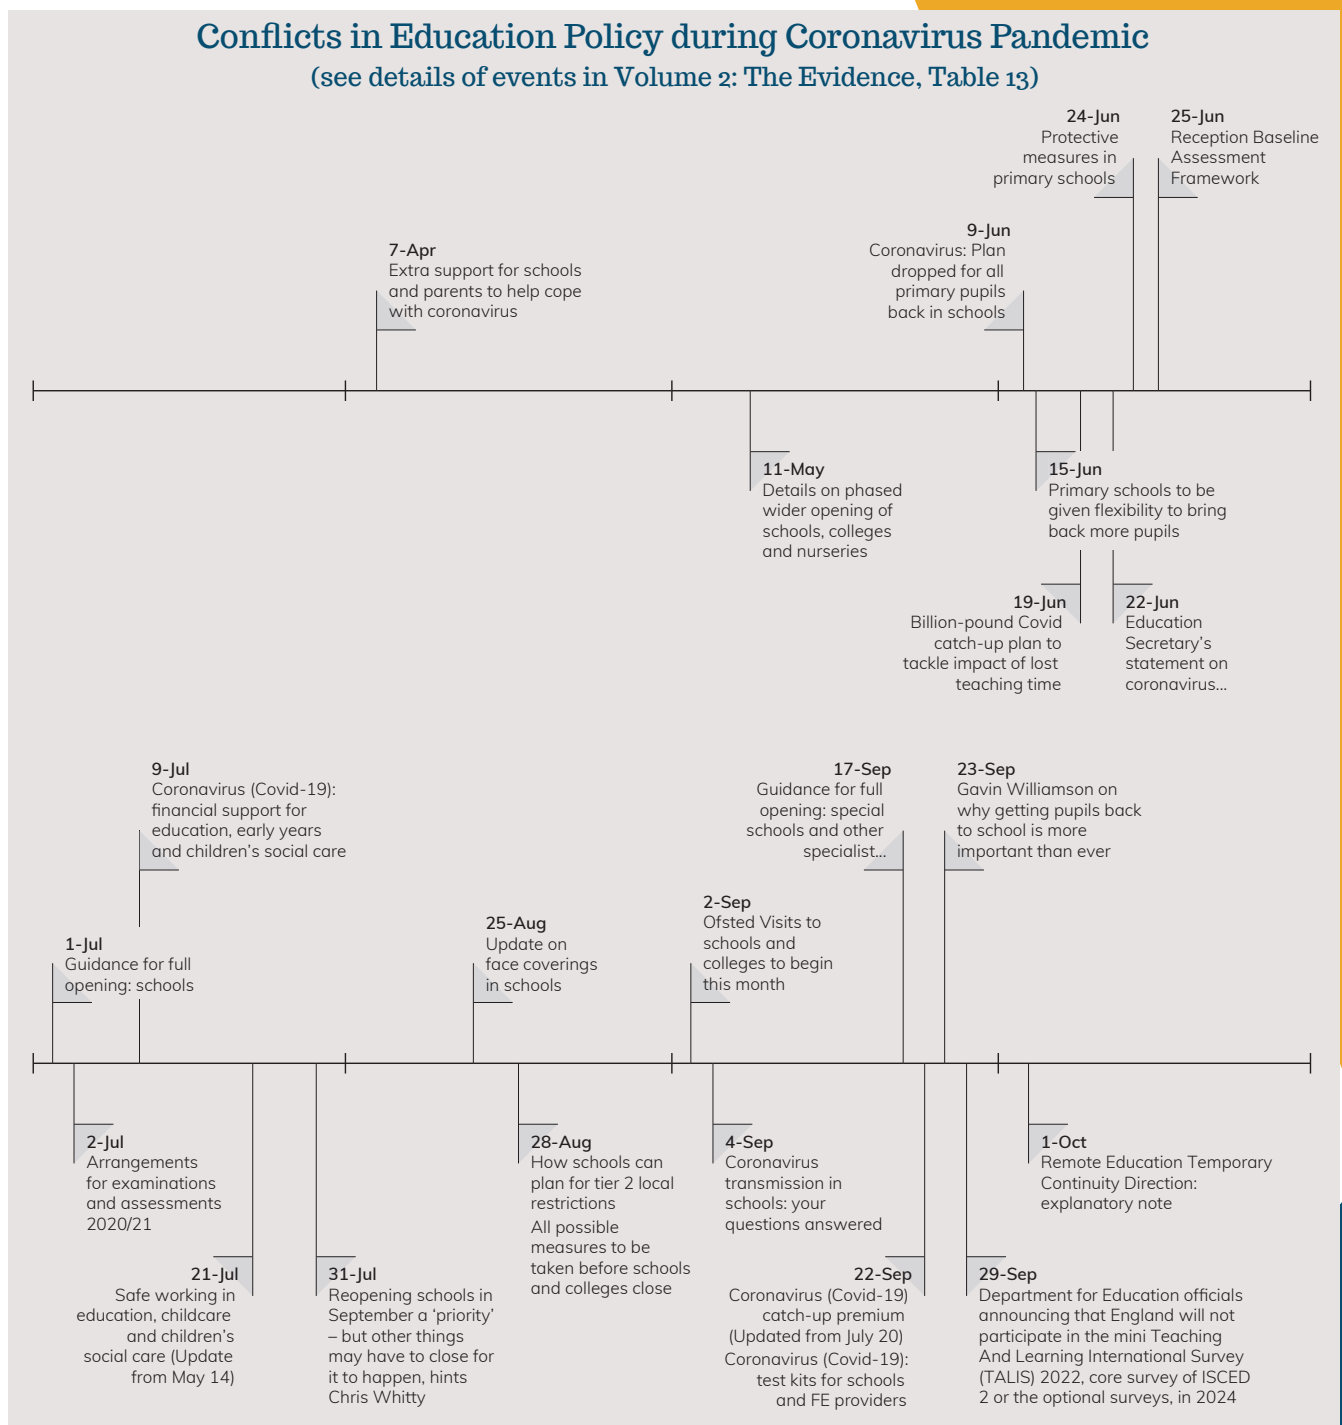 Conflicts in Education Policy during Coronavirus Pandemic
(see details of events in Volume 2: The Evidence, Table 13)
24-Jun
Protective
measures in
primary schools
25-Jun
Reception Baseline
Assessment
Framework
7-Apr
Extra support for schools
and parents to help cope
with coronavirus
9-Jun
Coronavirus: Plan
dropped for all
primary pupils
back in schools
11-May
Details on phased
wider opening of
schools, colleges
and nurseries
15-Jun
Primary schools to be
given flexibility to bring
back more pupils
19-Jun
Billion-pound Covid
catch-up plan to
tackle impact of lost
teaching time
22-Jun
Education
Secretary's
statement on
coronavirus...
9-Jul
Coronavirus (Covid-19):
financial support for
education, early years
and children's social care
17-Sep
Guidance for full
opening: special
schools and other
specialist...
23-Sep
Gavin Williamson on
why getting pupils back
to school is more
important than ever
1-Jul
Guidance for full
opening: schools
25-Aug
Update on
face coverings
in schools
2-Sep
Ofsted Visits to
schools and
colleges to begin
this month
2-Jul
Arrangements
for examinations
and assessments
2020/21
28-Aug
How schools can
plan for tier 2 local
restrictions
All possible
measures to be
taken before schools
and colleges close
4-Sep
Coronavirus
transmission in
schools: your
questions answered
1-Oct
Remote Education Temporary
Continuity Direction:
explanatory note
21-Jul
Safe working in
education, childcare
and children's
social care (Update
from May 14)
31-Jul
Reopening schools in
September a 'priority'
– but other things
may have to close for
it to happen, hints
Chris Whitty
22-Sep
Coronavirus (Covid-19)
catch-up premium
(Updated from July 20)
Coronavirus (Covid-19):
test kits for schools
and FE providers
29-Sep
Department for Education officials
announcing that England will not
participate in the mini Teaching
And Learning International Survey
(TALIS) 2022, core survey of ISCED
2 or the optional surveys, in 2024